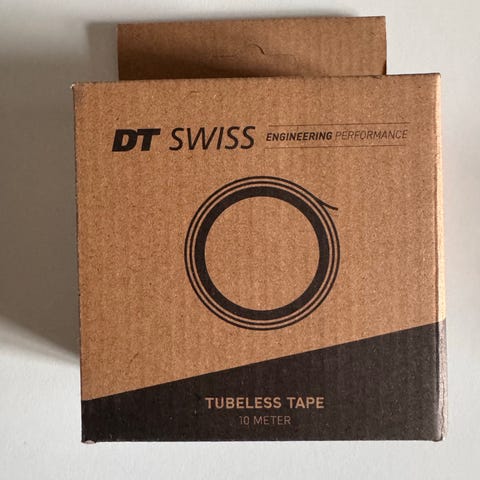 DT SWISS ENGINEERING PERFORMANCE
TUBELESS TAPE
10 METER